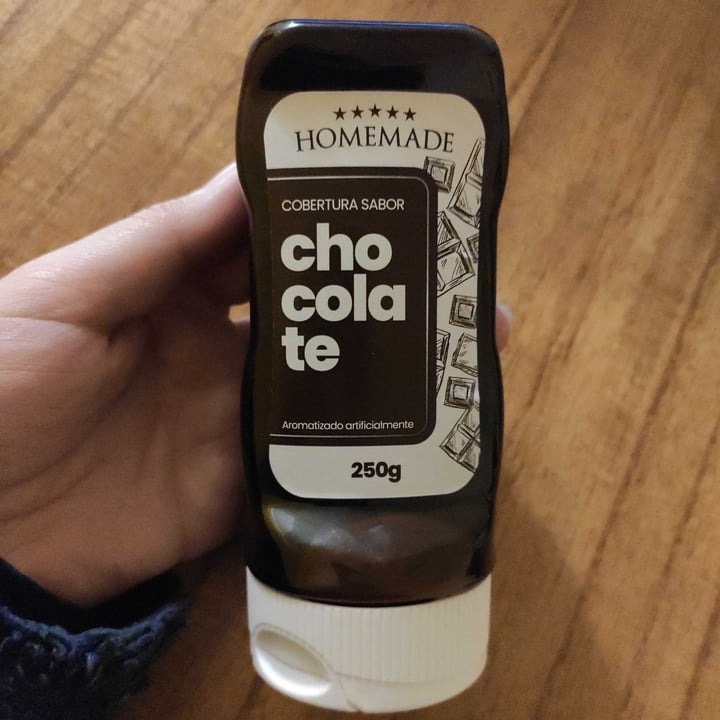 HOMEMADE
COBERTURA SABOR
cho
cola
te
Aromatizado artificialmente
250g